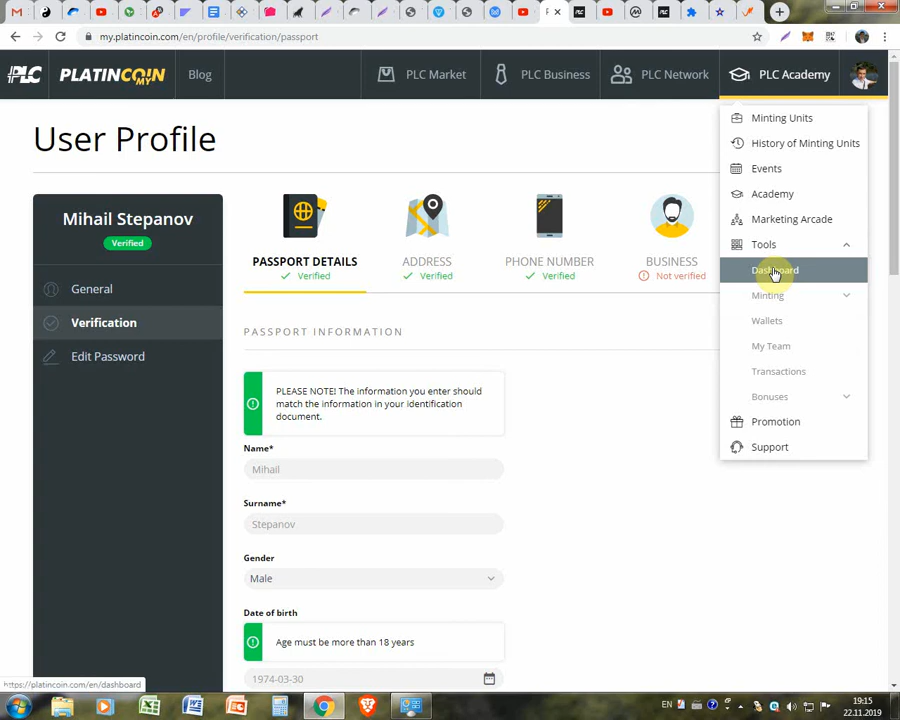 my.platincoin.com/en/profile/verification/passport
PLC
PLATINCOIN
MY
Blog
PLC Market
PLC Business
PLC Network
PLC Academy
User Profile
Mihail Stepanov
Verified
General
Verification
Edit Password
PASSPORT DETAILS
Verified
ADDRESS
Verified
PHONE NUMBER
Verified
BUSINESS
Not verified
PASSPORT INFORMATION
PLEASE NOTE! The information you enter should
match the information in your Identification
document.
Name*
Mihail
Surname*
Stepanov
Gender
Male
Date of birth
Age must be more than 18 years
1974-03-30
Minting Units
History of Minting Units
Events
Academy
Marketing Arcade
Tools
Dashboard
Minting
Wallets
My Team
Transactions
Bonuses
Promotion
Support
https://platincoin.com/en/dashboard
EN
19:15
22.11.2019